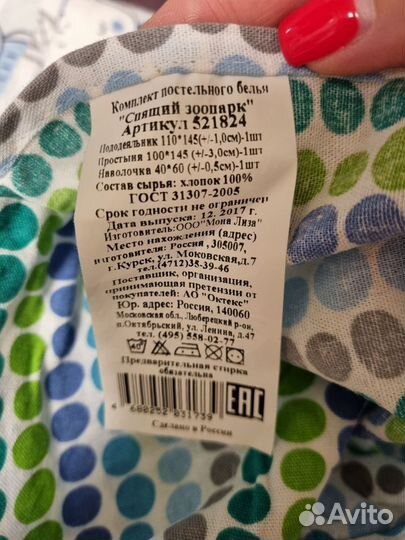 Комплект постельного белья
"Спящий зоопарк"
Артикул 521824
Пододеяльник 110*145(+/-1,0см)-1шт
Простыня 100*145 (+/-3,0см)-1шт
Наволочка 40*60 (+/-0,5см)-1шт
Состав сырья: хлопок 100%
ГОСТ 31307-2005
Срок годности не ограничен
Дата выпуска: 12.2017 г.
Изготовитель:ООО"Мона Лиза"
Место нахождения (адрес)
изготовителя: Россия ,305007,
г.Курск, ул. Моковская,д.7
тел.(4712)35-39-46
Поставщик, организация,
принимающая претензии от
покупателей: АО "Октекс"
Юр. адрес: Россия, 140060
Московская обл., Люберецкий р-он,
п.Октябрьский, ул. Ленина, д.47
тел. (495) 558-02-77
Предварительная стирка
обязательна
4 680252 031739
EAC
Сделано в России
Avito